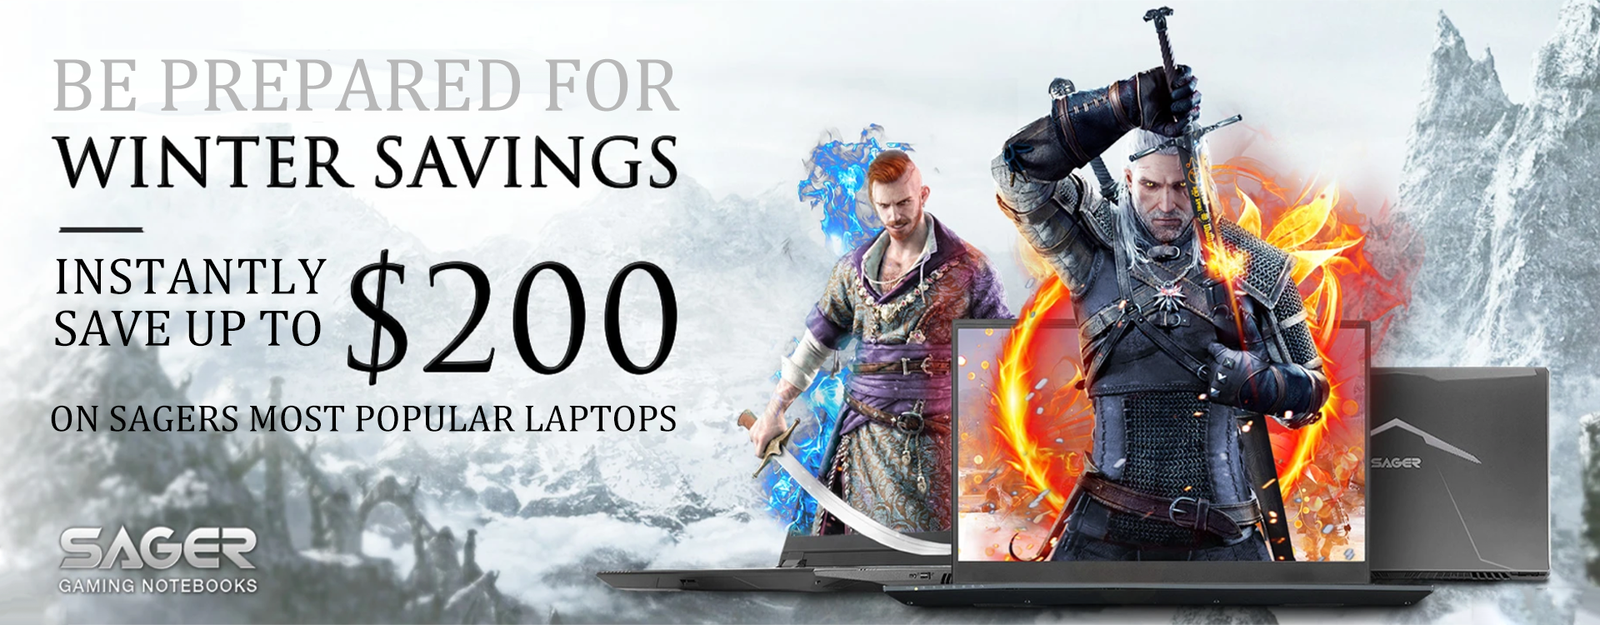 BE PREPARED FOR
WINTER SAVINGS
INSTANTLY
SAVE UP TO
$200
ON SAGERS MOST POPULAR LAPTOPS
SAGER
GAMING NOTEBOOKS
SAGER